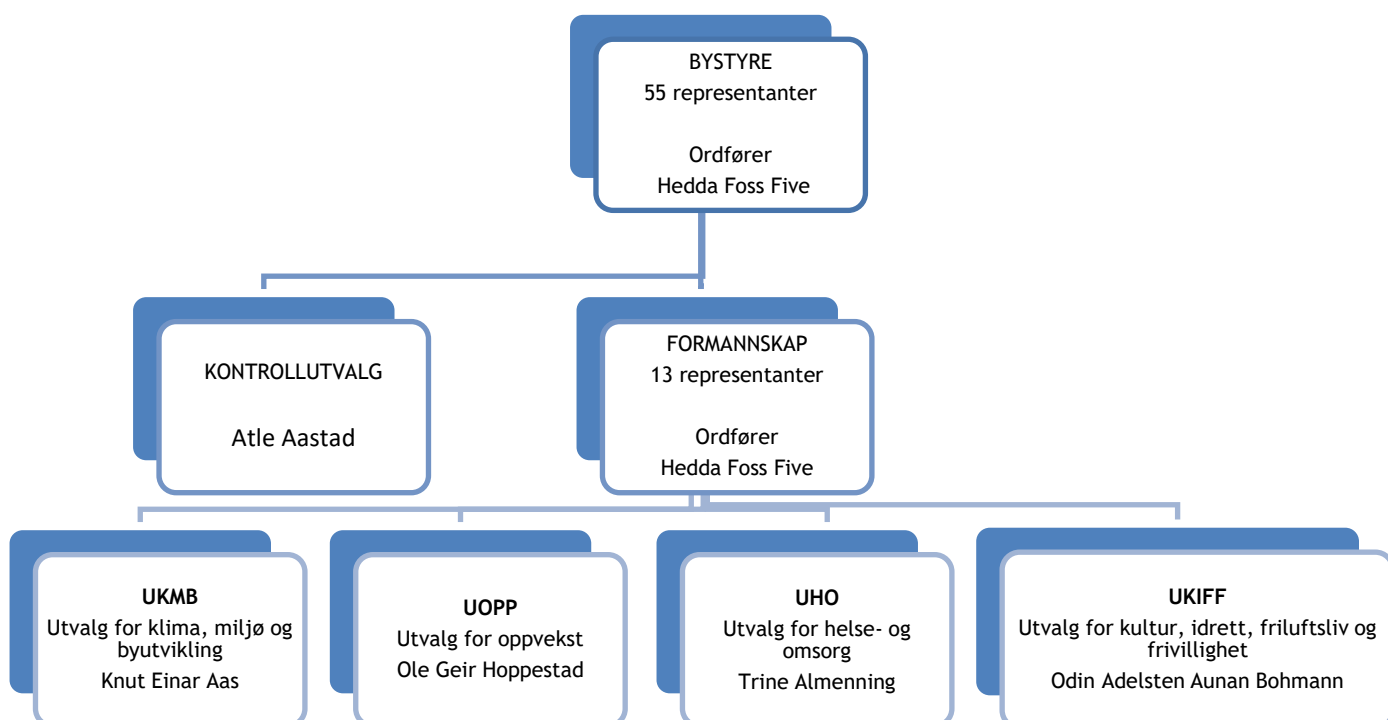 BYSTYRE
55 representanter
Ordfører
Hedda Foss Five
KONTROLLUTVALG
Atle Aastad
FORMANNSKAP
13 representanter
Ordfører
Hedda Foss Five
UKMB
Utvalg for klima, miljø og
byutvikling
Knut Einar Aas
UOPP
Utvalg for oppvekst
Ole Geir Hoppestad
UHO
Utvalg for helse- og
omsorg
Trine Almenning
UKIFF
Utvalg for kultur, idrett, friluftsliv og
frivillighet
Odin Adelsten Aunan Bohmann